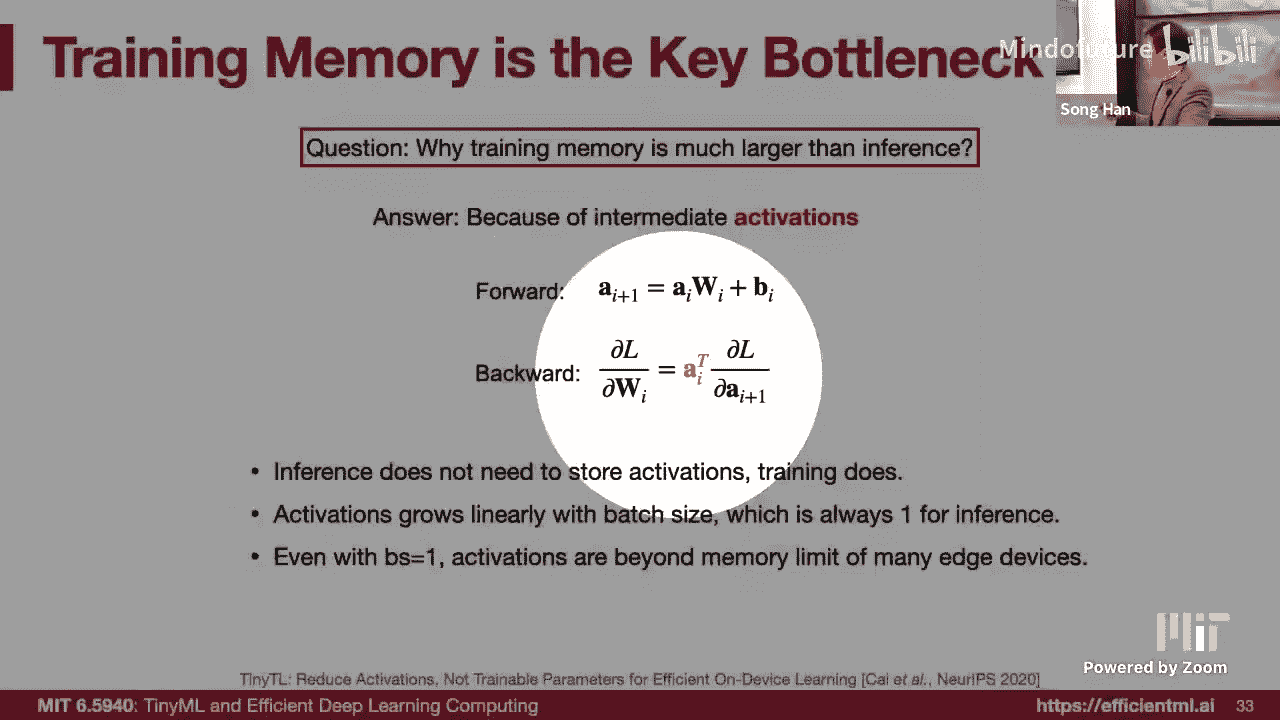 Training Memory is the Key Bottleneck
Mindofuture bilibili
Song Han
Question: Why training memory is much larger than inference?
Answer: Because of intermediate activations
Forward: a_{i+1} = a_i W_i + b_i
Backward: ∂L/∂W_i = a_i^T ∂L/∂a_{i+1}
• Inference does not need to store activations, training does.
• Activations grows linearly with batch size, which is always 1 for inference.
• Even with bs=1, activations are beyond memory limit of many edge devices.
MIT
Powered by Zoom
TinyTL: Reduce Activations, Not Trainable Parameters for Efficient On-Device Learning [Cai et al., NeurIPS 2020]
MIT 6.5940: TinyML and Efficient Deep Learning Computing https://efficientml.ai 33